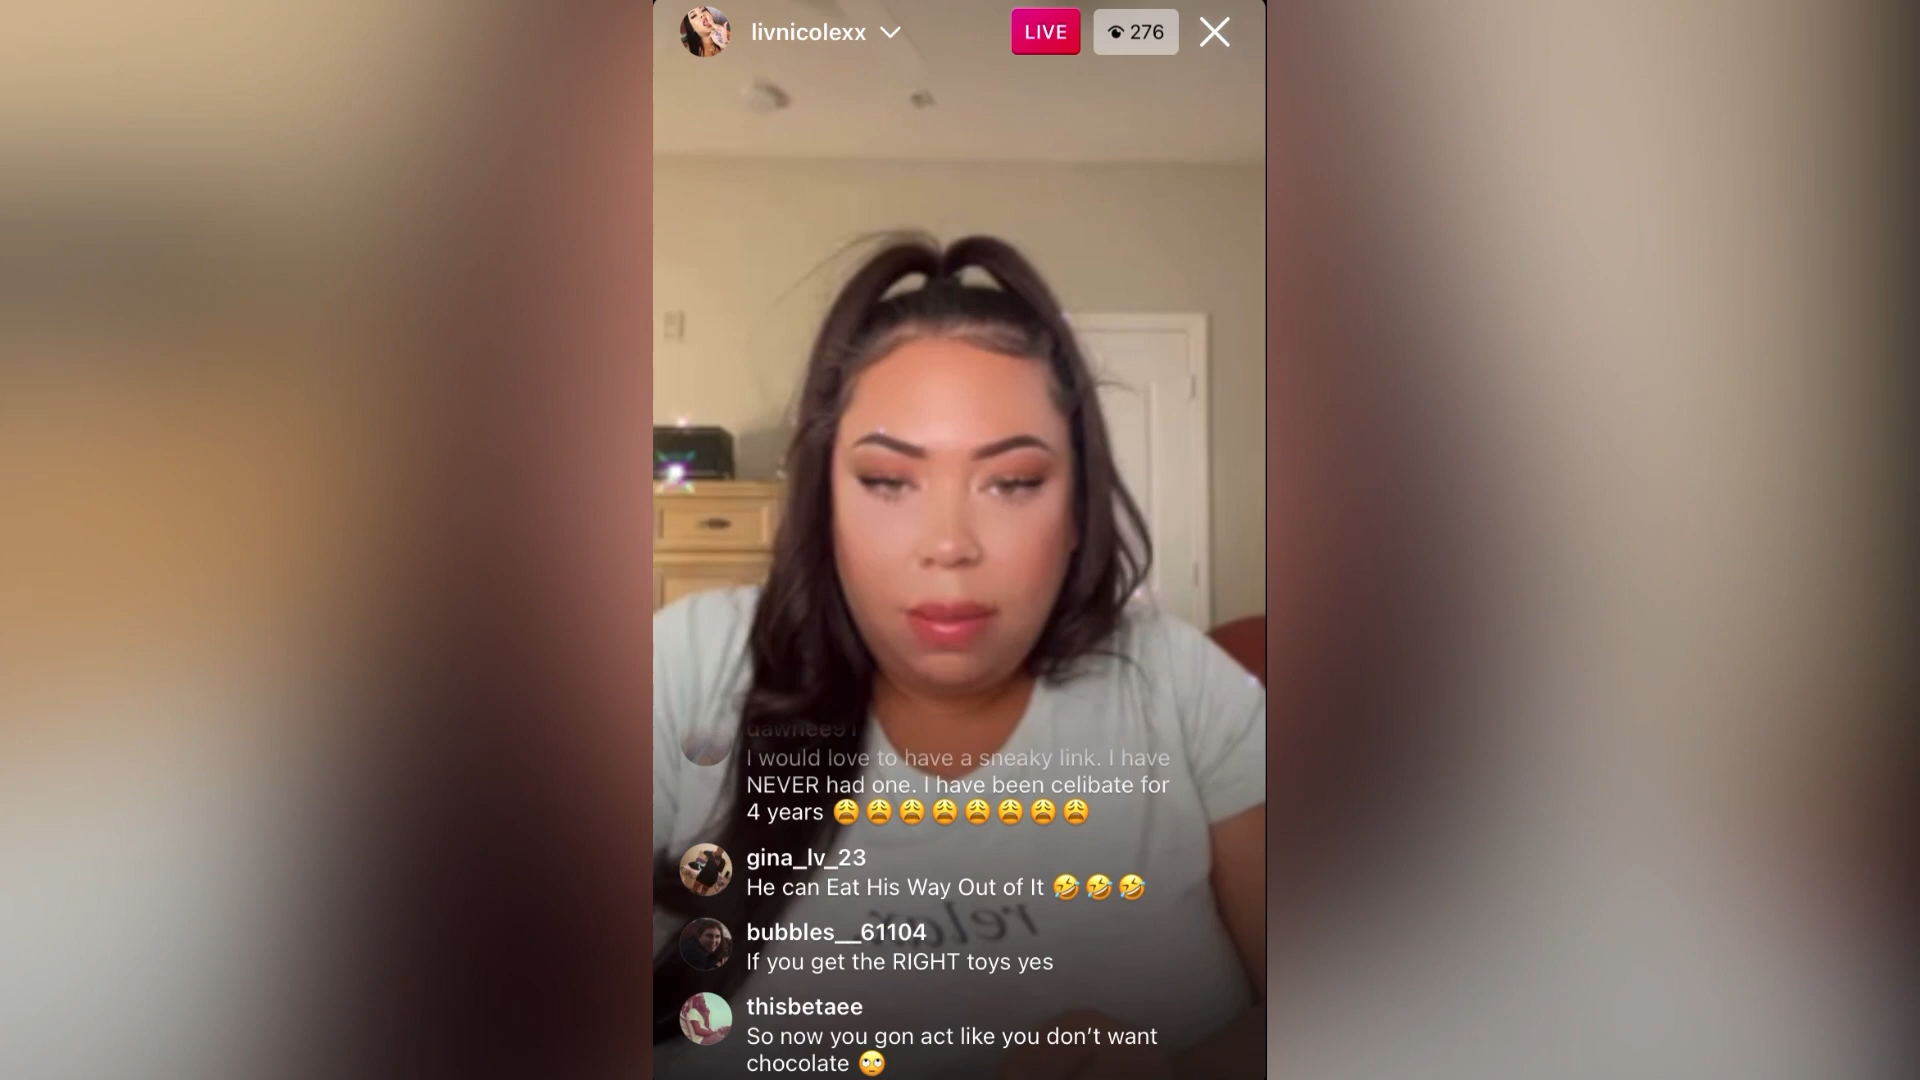 livnicolexx
LIVE
276
dawnee91
I would love to have a sneaky link. I have
NEVER had one. I have been celibate for
4 years 😩😩😩😩😩😩😩😩
gina_lv_23
He can Eat His Way Out of It 🤣🤣🤣
relax
bubbles__61104
If you get the RIGHT toys yes
thisbetaee
So now you gon act like you don’t want
chocolate 🙄